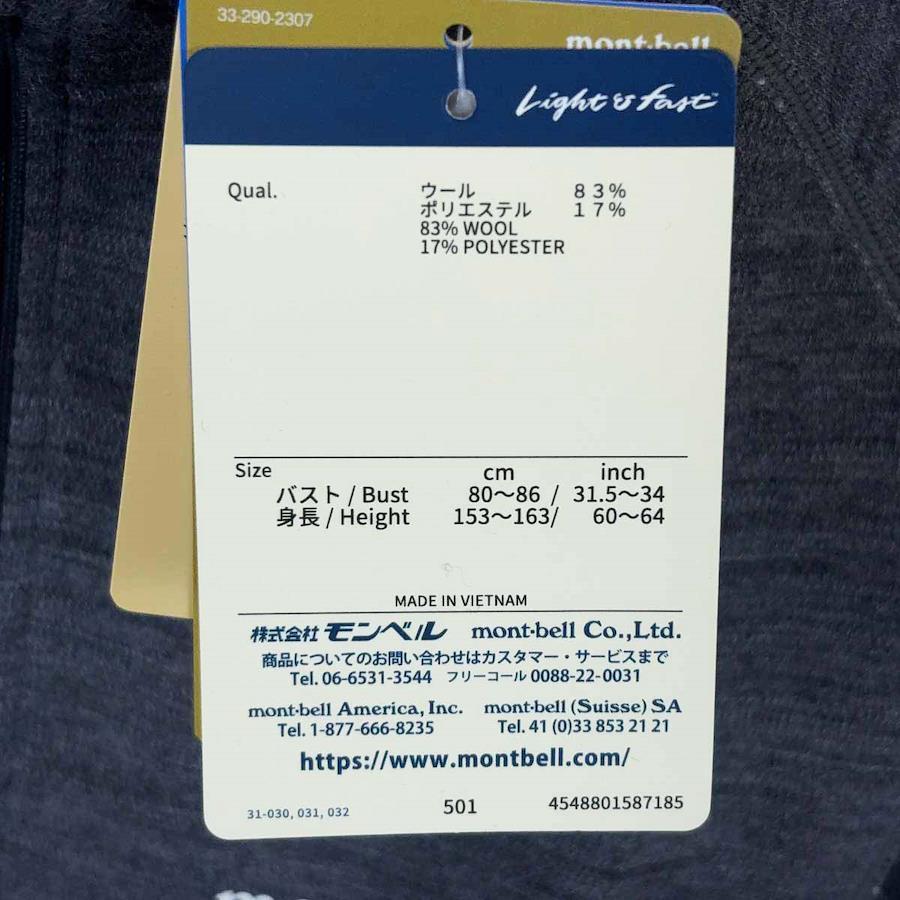 33-290-2307
mont-bell
Light & Fast™
Qual.
ウール 83%
ポリエステル 17%
83% WOOL
17% POLYESTER
Size cm inch
バスト / Bust 80～86 / 31.5～34
身長 / Height 153～163/ 60～64
MADE IN VIETNAM
株式会社 モンベル mont-bell Co.,Ltd.
商品についてのお問い合わせはカスタマー・サービスまで
Tel. 06-6531-3544 フリーコール 0088-22-0031
mont-bell America, Inc. mont-bell (Suisse) SA
Tel. 1-877-666-8235 Tel. 41 (0)33 853 21 21
https://www.montbell.com/
31-030, 031, 032 501 4548801587185